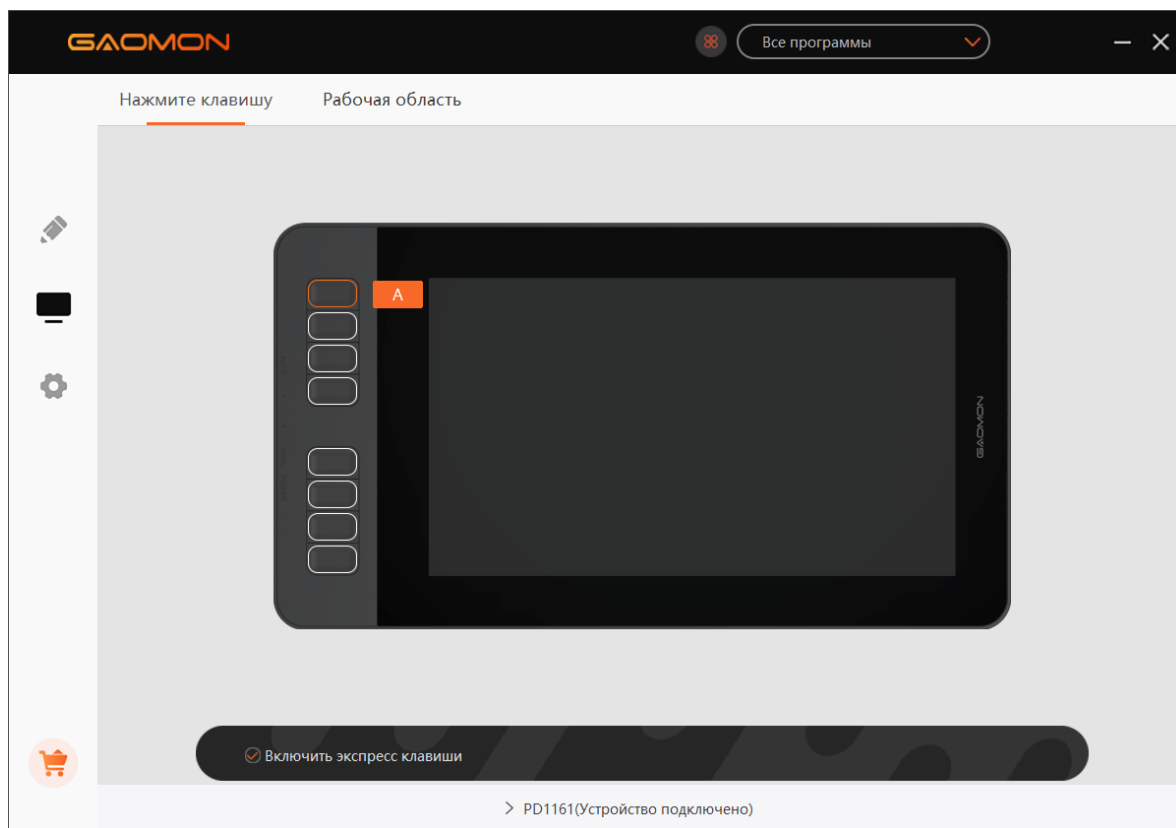 GAOMON
Все программы
Нажмите клавишу
Рабочая область
A
GAOMON
Включить экспресс клавиши
PD1161(Устройство подключено)